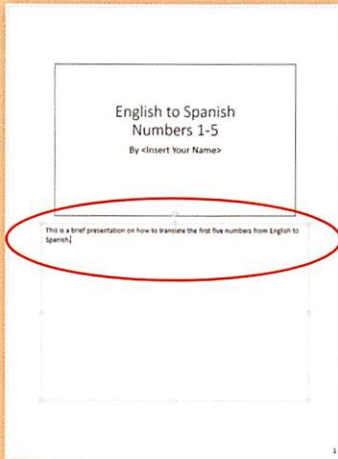 English to Spanish
Numbers 1-5
By <Insert Your Name>
This is a brief presentation on how to translate the first five numbers from English to
Spanish.
1